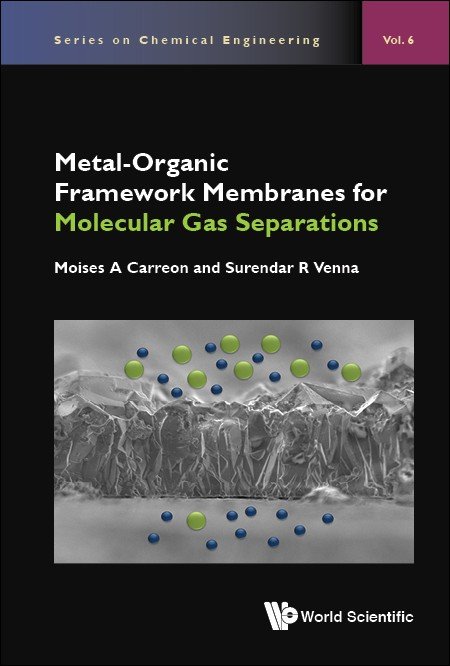 Series on Chemical Engineering
Vol. 6
Metal-Organic
Framework Membranes for
Molecular Gas Separations
Moises A Carreon and Surendar R Venna
World Scientific